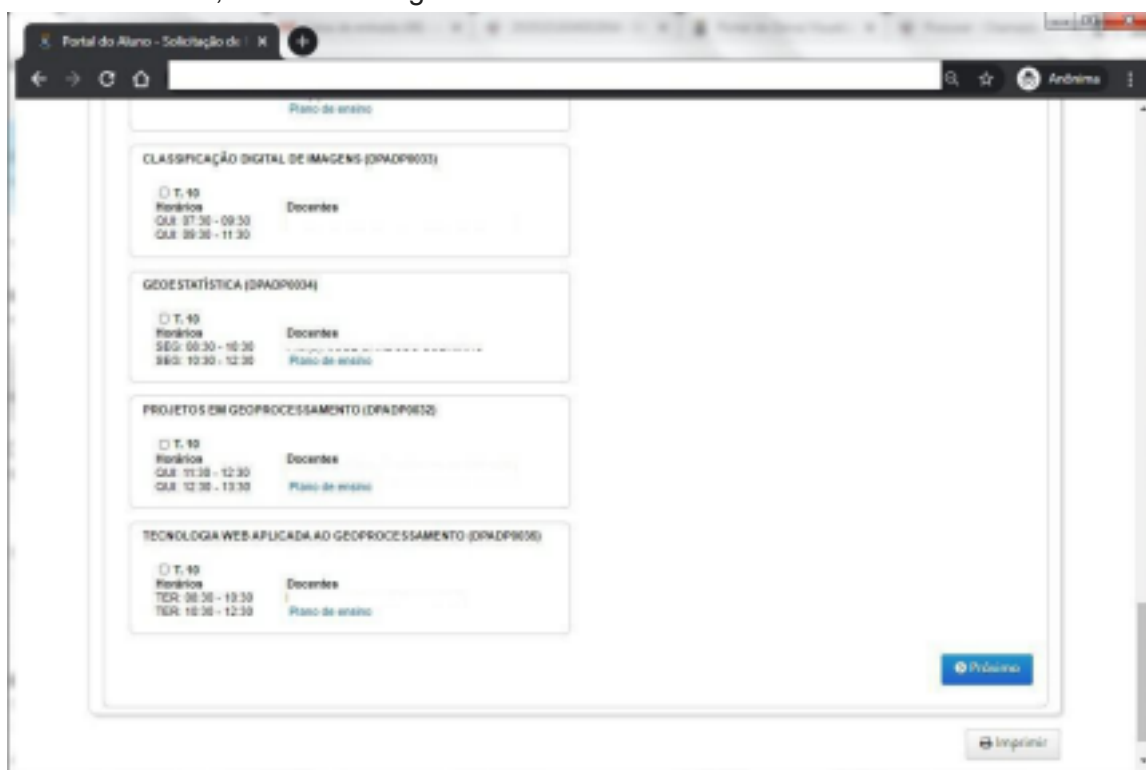 Portal do Aluno - Solicitação de
Anônima
Plano de ensino
CLASSIFICAÇÃO DIGITAL DE IMAGENS (DPADP0033)
T. 10
Horários Docentes
QUI: 07:30 - 09:30
QUI: 09:30 - 11:30
GEOESTATÍSTICA (DPADP0034)
T. 10
Horários Docentes
SEG: 08:30 - 10:30
SEG: 10:30 - 12:30 Plano de ensino
PROJETOS EM GEOPROCESSAMENTO (DPADP0032)
T. 10
Horários Docentes
QUI: 11:30 - 12:30
QUI: 12:30 - 13:30 Plano de ensino
TECNOLOGIA WEB APLICADA AO GEOPROCESSAMENTO
T. 10
Horários Docentes
TER: 08:30 - 10:30
TER: 10:30 - 12:30 Plano de ensino
Próximo
Imprimir